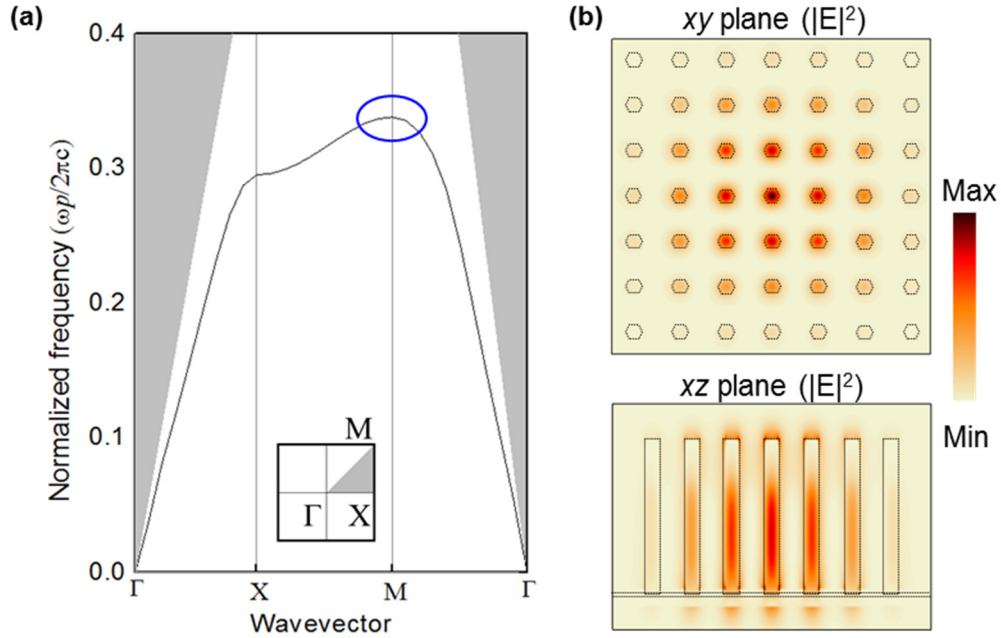 (a)
0.4
0.3
0.2
0.1
0.0
Normalized frequency (ωp/2πc)
M
Γ X
Γ X M Γ
Wavevector
(b)
xy plane (|E|²)
Max
Min
xz plane (|E|²)